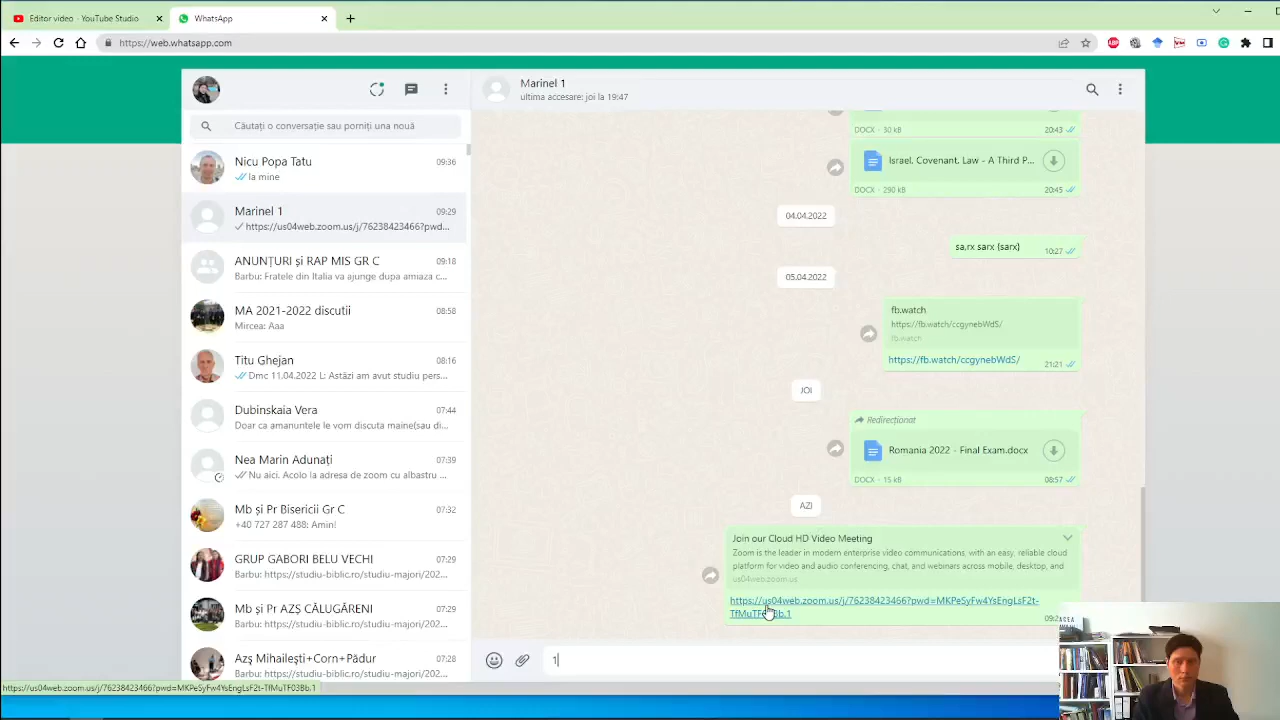 Editor video - YouTube Studio
WhatsApp
https://web.whatsapp.com
Căutați o conversație sau porniți una nouă
Nicu Popa Tatu 09:36
la mine
Marinel 1 09:29
https://us04web.zoom.us/j/76238423466?pwd...
ANUNȚURI și RAP MIS GR C 09:18
Barbu: Fratele din Italia va ajunge dupa amiaza c...
MA 2021-2022 discutii 08:58
Mircea: Aaa
Titu Ghejan 08:16
Dmc 11.04.2022 L: Astăzi am avut studiu pers...
Dubinskaia Vera 07:44
Doar ca amanuntele le vom discuta maine(sau di...
Nea Marin Adunați 07:39
Nu aici. Acolo la adresa de zoom cu albastru ...
Mb și Pr Bisericii Gr C 07:32
+40 727 287 488: Amin!
GRUP GABORI BELU VECHI 07:29
Barbu: https://studiu-biblic.ro/studiu-majori/202...
Mb și Pr AZȘ CĂLUGĂRENI 07:29
Barbu: https://studiu-biblic.ro/studiu-majori/202...
Azș Mihailești+Corn+Pădur 07:28
Barbu: https://studiu-biblic.ro/studiu-majori/202...
https://us04web.zoom.us/j/76238423466?pwd=MKPeSyFw4YsEngLsF2t-TfMuTF03Bb.1
Marinel 1
ultima accesare: joi la 19:47
DOCX • 30 kB 20:43
Israel, Covenant, Law - A Third P...
DOCX • 290 kB 20:45
04.04.2022
sa,rx sarx {sarx} 10:27
05.04.2022
fb.watch
https://fb.watch/ccgynebWdS/
fb.watch
https://fb.watch/ccgynebWdS/ 21:21
JOI
Redirecționat
Romania 2022 - Final Exam.docx
DOCX • 15 kB 08:57
AZI
Join our Cloud HD Video Meeting
Zoom is the leader in modern enterprise video communications, with an easy, reliable cloud
platform for video and audio conferencing, chat, and webinars across mobile, desktop, and
us04web.zoom.us
https://us04web.zoom.us/j/76238423466?pwd=MKPeSyFw4YsEngLsF2t-
1